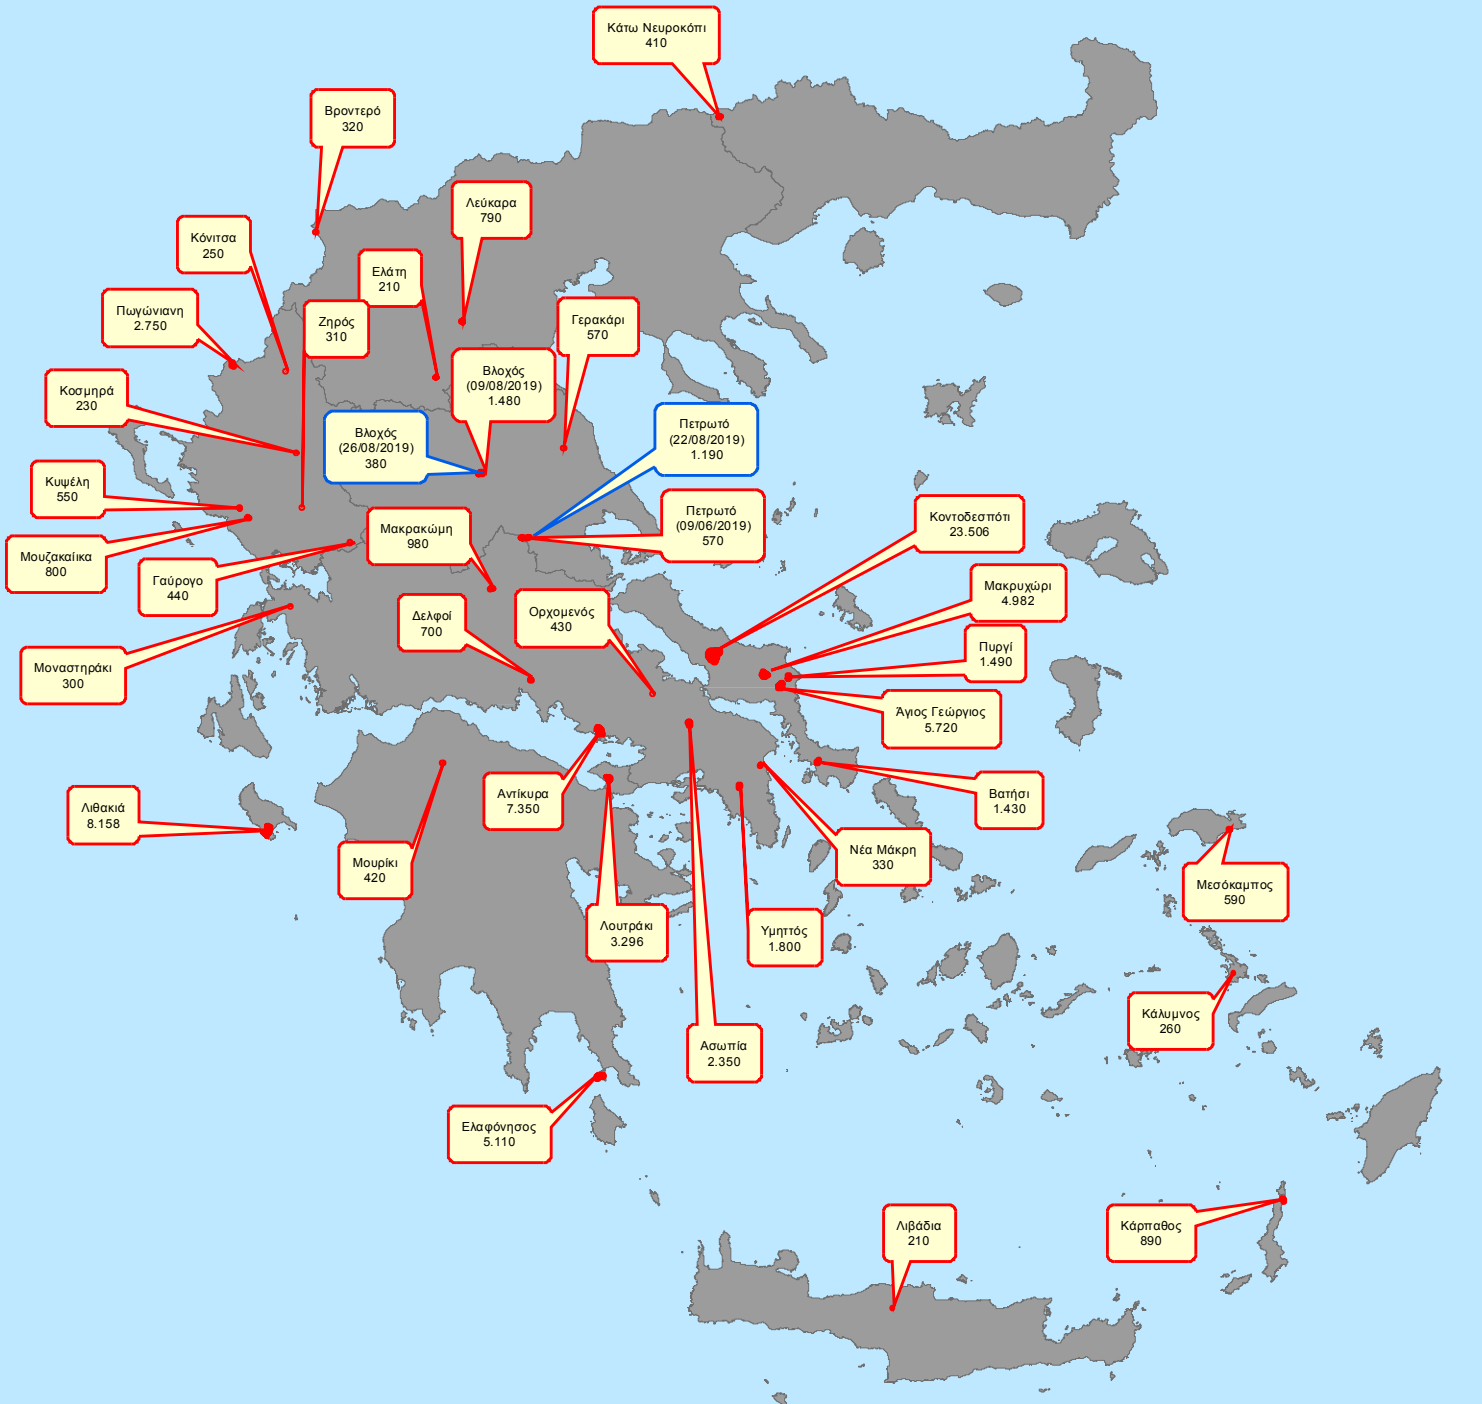 Κάτω Νευροκόπι
410
Βροντερό
320
Λεύκαρα
790
Κόνιτσα
250
Ελάτη
210
Πωγώνιανη
2.750
Ζηρός
310
Γερακάρι
570
Βλοχός
(09/08/2019)
1.480
Κοσμηρά
230
Βλοχός
(26/08/2019)
380
Πετρωτό
(22/08/2019)
1.190
Κυψέλη
550
Πετρωτό
(09/06/2019)
570
Κοντοδεσπότι
23.506
Μακρακώμη
980
Μουζακαίικα
800
Γαύρογο
440
Μακρυχώρι
4.982
Δελφοί
700
Ορχομενός
430
Πυργί
1.490
Μοναστηράκι
300
Άγιος Γεώργιος
5.720
Λιθακιά
8.158
Αντίκυρα
7.350
Βατήσι
1.430
Μουρίκι
420
Νέα Μάκρη
330
Μεσόκαμπος
590
Λουτράκι
3.296
Υμηττός
1.800
Κάλυμνος
260
Ασωπία
2.350
Ελαφόνησος
5.110
Λιβάδια
210
Κάρπαθος
890